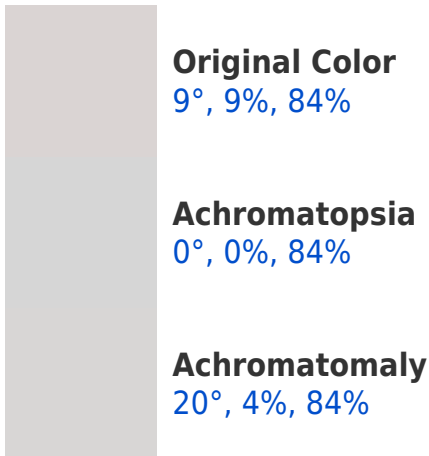 Original Color
9°, 9%, 84%
Achromatopsia
0°, 0%, 84%
Achromatomaly
20°, 4%, 84%